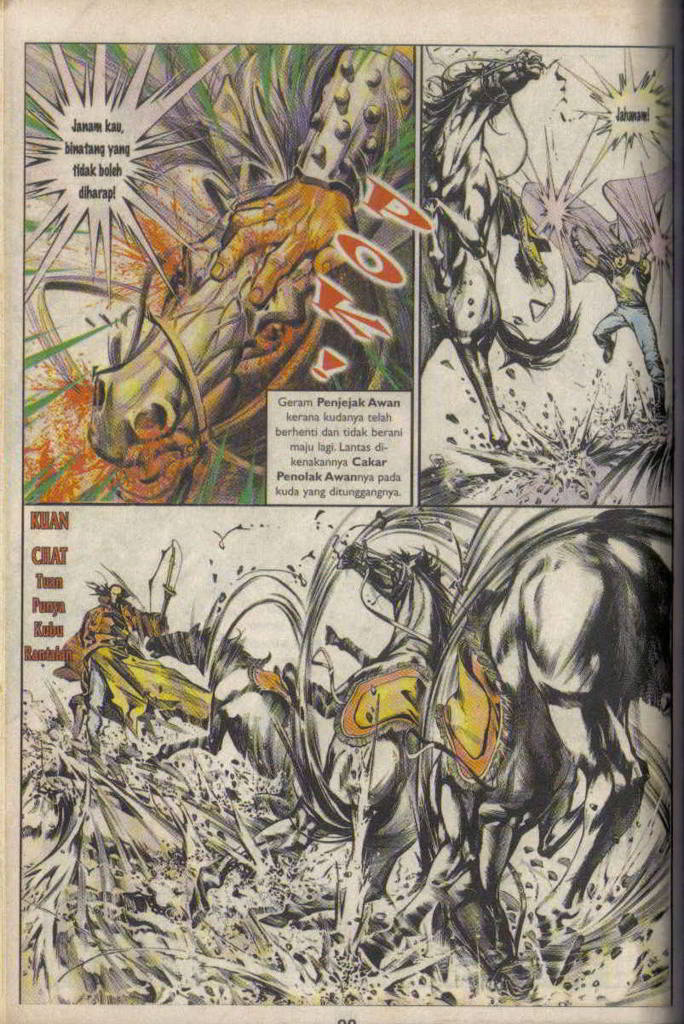 Janam kau,
binatang yang
tidak boleh
diharap!
POK!
Geram Penjejak Awan
kerana kudanya telah
berhenti dan tidak berani
maju lagi. Lantas di-
kenakannya Cakar
Penolak Awannya pada
kuda yang ditunggangnya.
Jahanam!
KUAN
CHAT
Tuan
Punya
Kubu
Rantaian